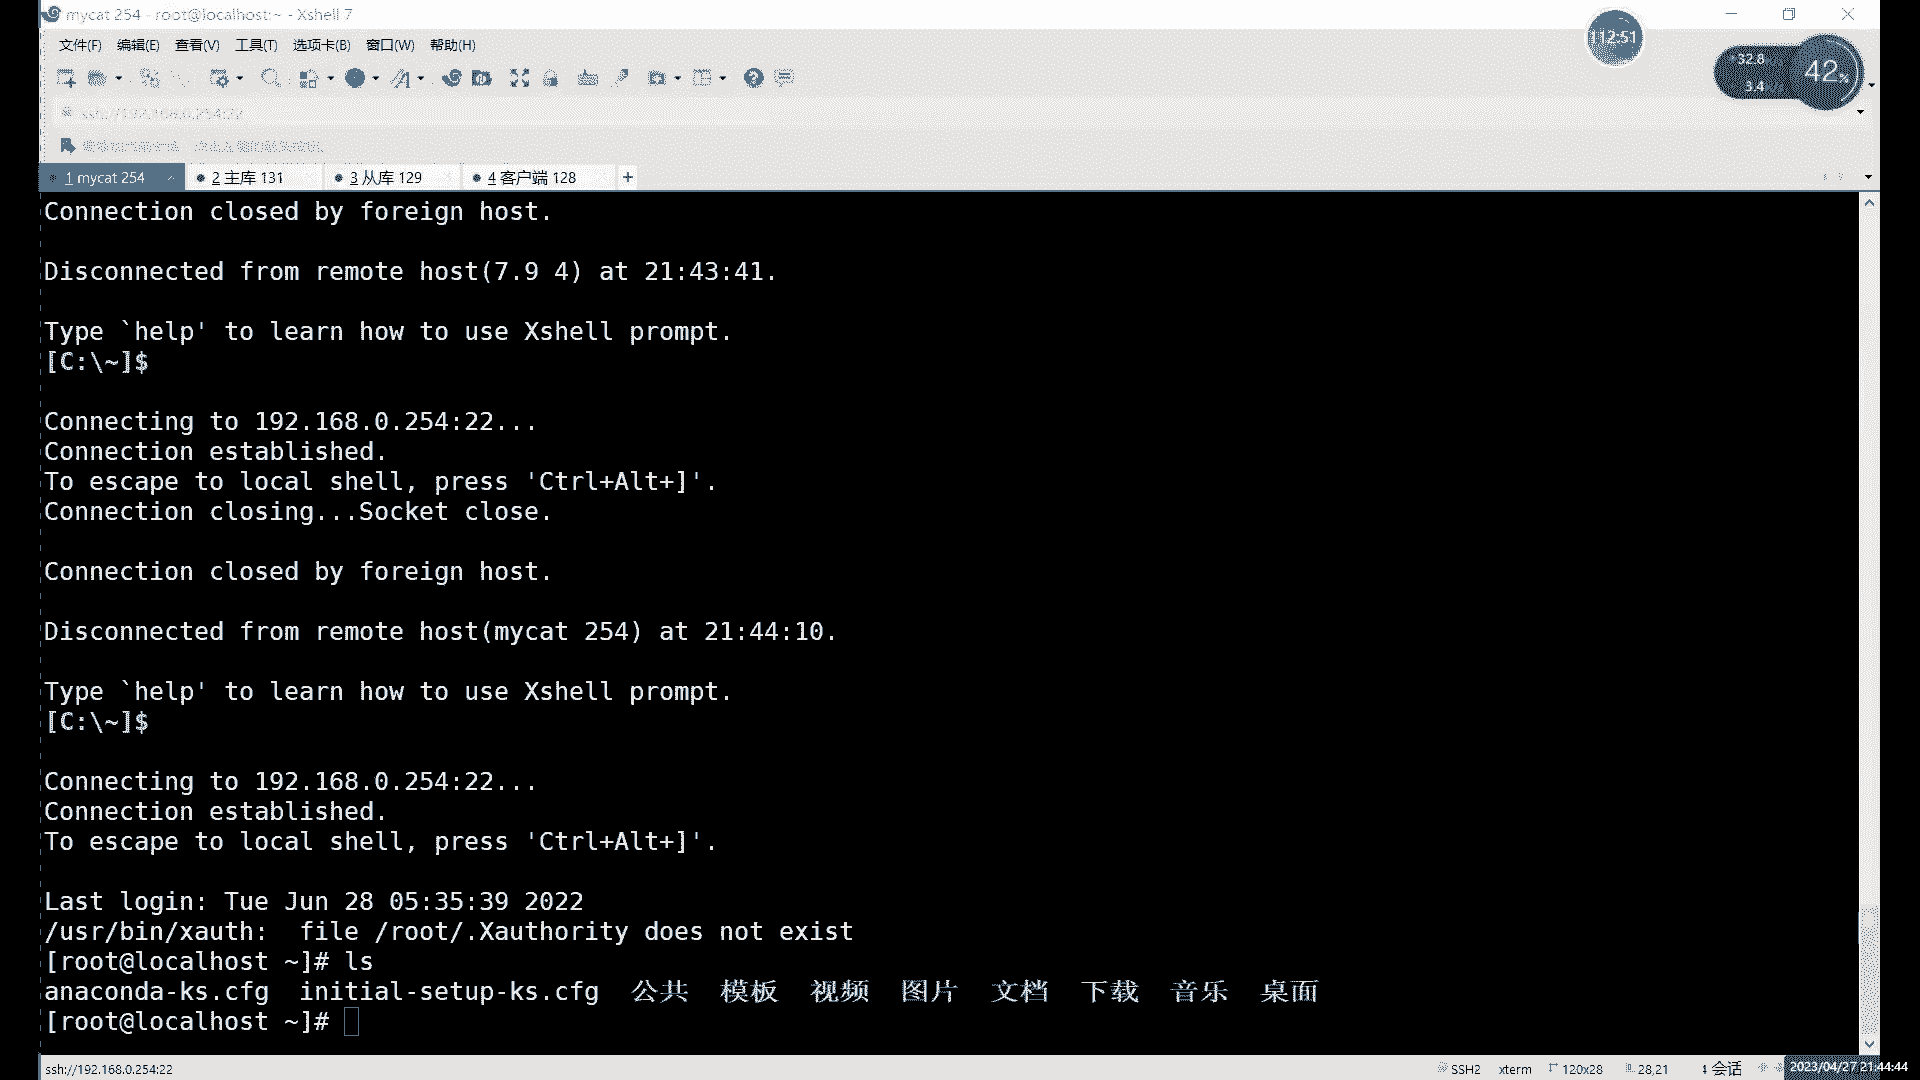 mycat 254 - root@localhost:~ - Xshell 7
文件(F) 编辑(E) 查看(V) 工具(T) 选项卡(B) 窗口(W) 帮助(H)
112:51
32.8
3.4
42%
ssh://192.168.0.254:22
1 mycat 254
2 主库 131
3 从库 129
4 客户端 128
+
Connection closed by foreign host.
Disconnected from remote host(7.9 4) at 21:43:41.
Type `help' to learn how to use Xshell prompt.
[C:\~]$
Connecting to 192.168.0.254:22...
Connection established.
To escape to local shell, press 'Ctrl+Alt+]'.
Connection closing...Socket close.
Connection closed by foreign host.
Disconnected from remote host(mycat 254) at 21:44:10.
Type `help' to learn how to use Xshell prompt.
[C:\~]$
Connecting to 192.168.0.254:22...
Connection established.
To escape to local shell, press 'Ctrl+Alt+]'.
Last login: Tue Jun 28 05:35:39 2022
/usr/bin/xauth:  file /root/.Xauthority does not exist
[root@localhost ~]# ls
anaconda-ks.cfg  initial-setup-ks.cfg  公共  模板  视频  图片  文档  下载  音乐  桌面
[root@localhost ~]#
ssh://192.168.0.254:22
SSH2 xterm 120x28 28,21 1 会话 2023/04/27 21:44:44